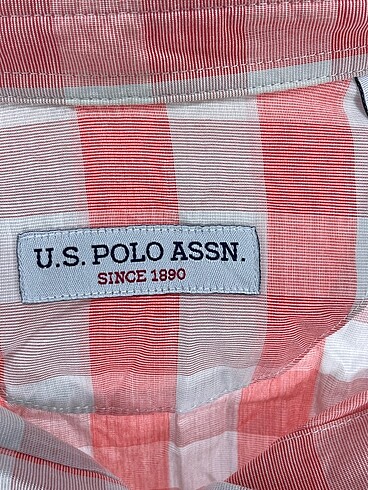 U.S. POLO ASSN.
SINCE 1890